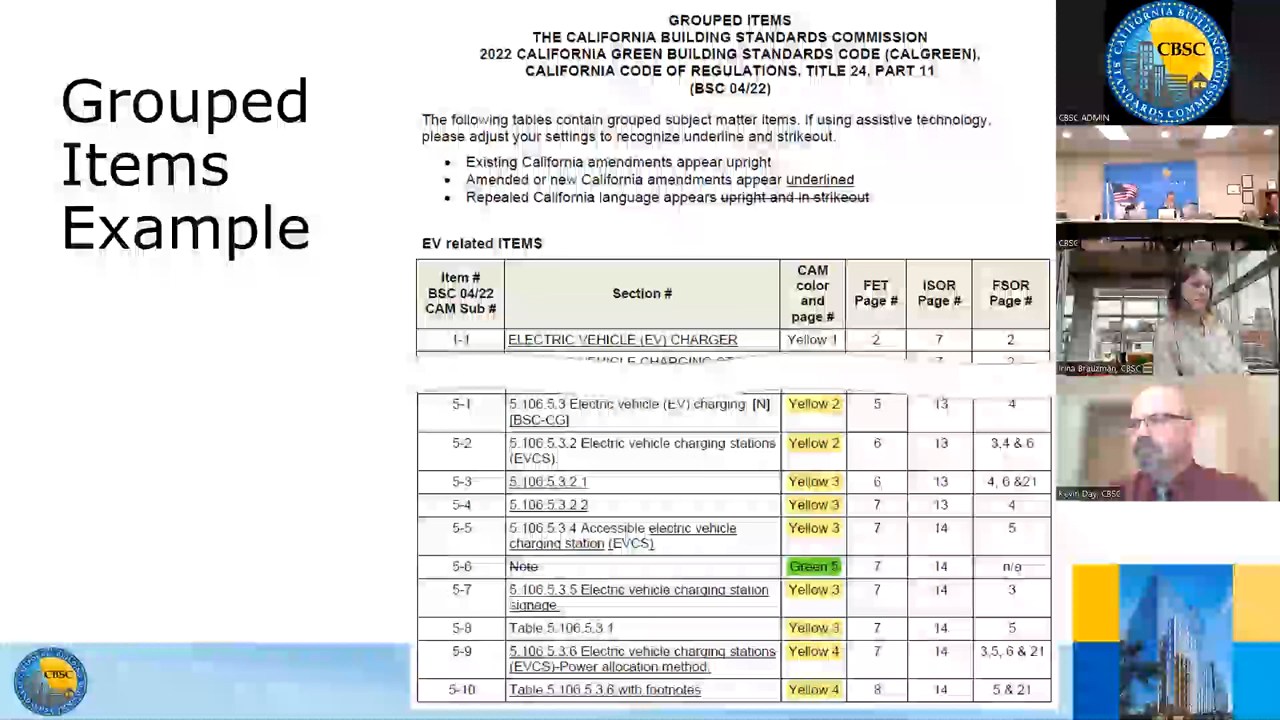 Grouped
Items
Example
GROUPED ITEMS
THE CALIFORNIA BUILDING STANDARDS COMMISSION
2022 CALIFORNIA GREEN BUILDING STANDARDS CODE (CALGREEN),
CALIFORNIA CODE OF REGULATIONS, TITLE 24, PART 11
(BSC 04/22)
The following tables contain grouped subject matter items. If using assistive technology,
please adjust your settings to recognize underline and strikeout.
• Existing California amendments appear upright
• Amended or new California amendments appear underlined
• Repealed California language appears upright and in strikeout
EV related ITEMS
Item # BSC 04/22 CAM Sub # Section # CAM color and page # FET Page # ISOR Page # FSOR Page #
1-1 ELECTRIC VEHICLE (EV) CHARGER Yellow 1 2 7 2
5-1 5.106.5.3 Electric vehicle (EV) charging [N] Yellow 2 5 13 4
[BSC-CG]
5-2 5.106.5.3.2 Electric vehicle charging stations Yellow 2 6 13 3,4 & 6
(EVCS).
5-3 5.106.5.3.2.1 Yellow 3 6 13 4, 6 &21
5-4 5.106.5.3.2.2 Yellow 3 7 13 4
5-5 5.106.5.3.4 Accessible electric vehicle Yellow 3 7 14 5
charging station (EVCS)
5-6 Note Green 5 7 14 n/a
5-7 5.106.5.3.5 Electric vehicle charging station Yellow 3 7 14 3
signage.
5-8 Table 5.106.5.3.1 Yellow 3 7 14 5
5-9 5.106.5.3.6 Electric vehicle charging stations Yellow 4 7 14 3,5, 6 & 21
(EVCS)-Power allocation method.
5-10 Table 5.106.5.3.6 with footnotes Yellow 4 8 14 5 & 21
CALIFORNIA BUILDING STANDARDS COMMISSION
CBSC
CBSC ADMIN
CBSC
Irina Brauzman, CBSC
Kevin Day, CBSC
CBSC